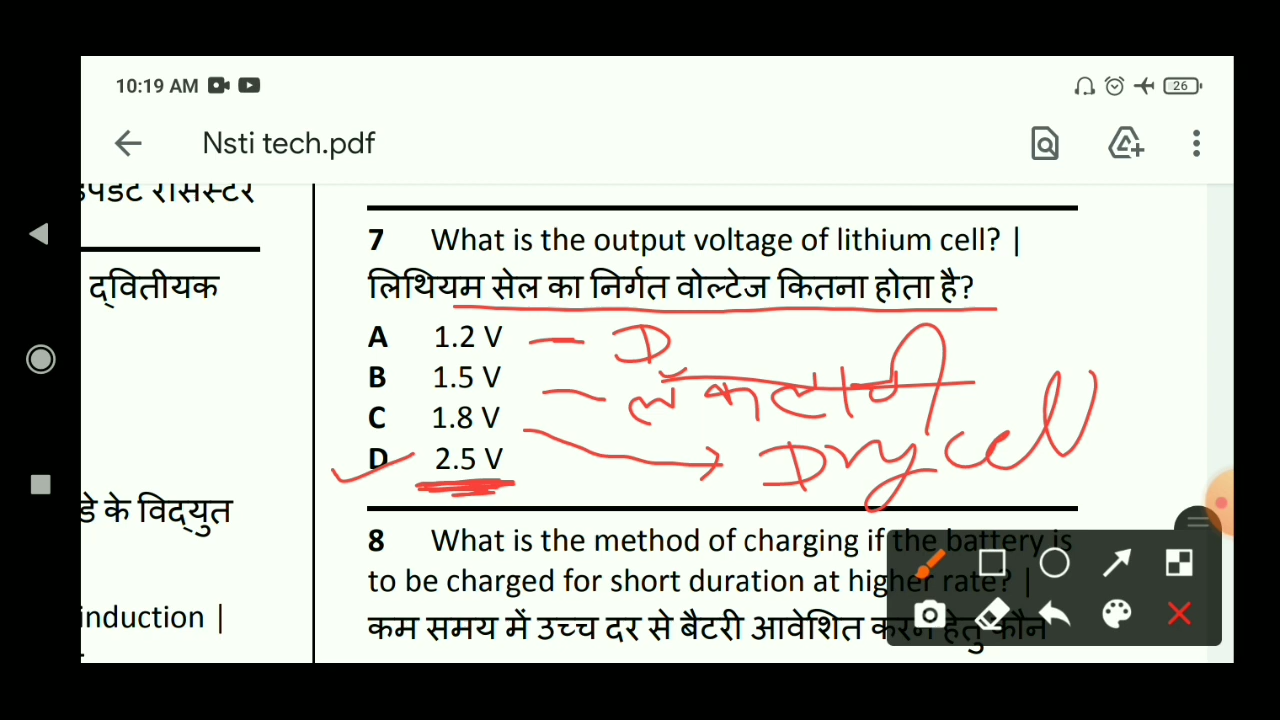 10:19 AM
26
Nsti tech.pdf
द्वितीयक
डे के विद्युत
induction |
7 What is the output voltage of lithium cell? |
लिथियम सेल का निर्गत वोल्टेज कितना होता है?
A 1.2 V
B 1.5 V
C 1.8 V
D 2.5 V
D
Dry cell
8 What is the method of charging if the battery is
to be charged for short duration at higher rate? |
कम समय में उच्च दर से बैटरी आवेशित करने हेतु कौन